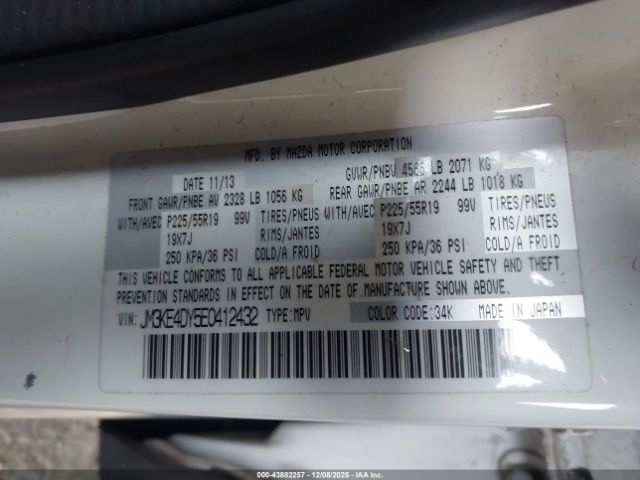 MFD. BY MAZDA MOTOR CORPORATION
DATE 11/13 GVWR/PNBV 4566 LB 2071 KG
FRONT GAWR/PNBE AV 2328 LB 1056 KG REAR GAWR/PNBE AR 2244 LB 1018 KG
WITH/AVEC P225/55R19 99V TIRES/PNEUS WITH/AVEC P225/55R19 99V TIRES/PNEUS
19X7J RIMS/JANTES 19X7J RIMS/JANTES
250 KPA/36 PSI COLD/A FROID 250 KPA/36 PSI COLD/A FROID
THIS VEHICLE CONFORMS TO ALL APPLICABLE FEDERAL MOTOR VEHICLE SAFETY AND THEFT
PREVENTION STANDARDS IN EFFECT ON THE DATE OF MANUFACTURE SHOWN ABOVE.
VIN: JM3KE4DY5E0412432 TYPE:MPV COLOR CODE: 34K MADE IN JAPAN
000-43882257 - 12/08/2025 - IAAI.COM